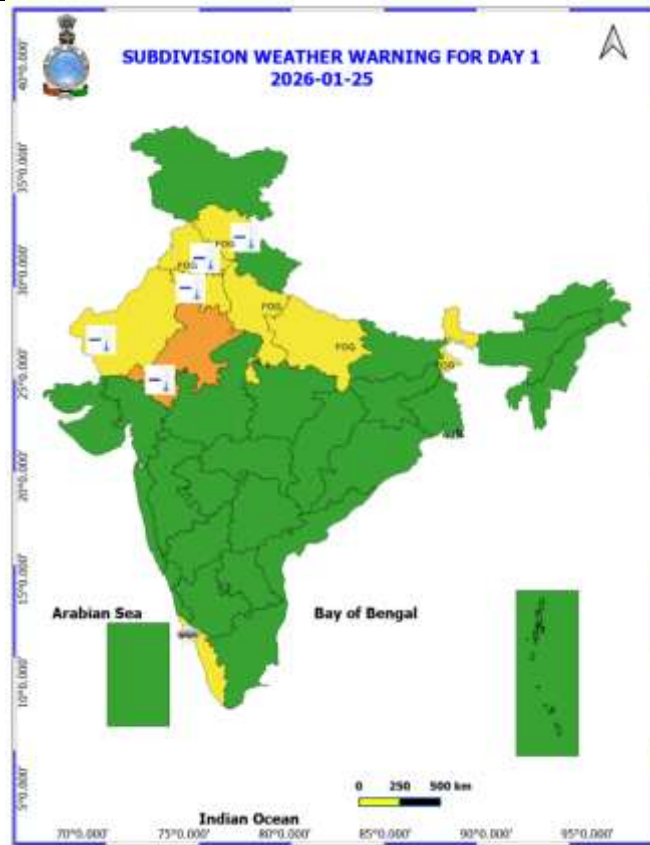 SUBDIVISION WEATHER WARNING FOR DAY 1
2026-01-25
40°0.000'
35°0.000'
30°0.000'
25°0.000'
20°0.000'
15°0.000'
10°0.000'
5°0.000'
FOG
FOG
FOG
FOG
FOG
Arabian Sea
Bay of Bengal
0 250 500 km
Indian Ocean
70°0.000' 75°0.000' 80°0.000' 85°0.000' 90°0.000' 95°0.000'